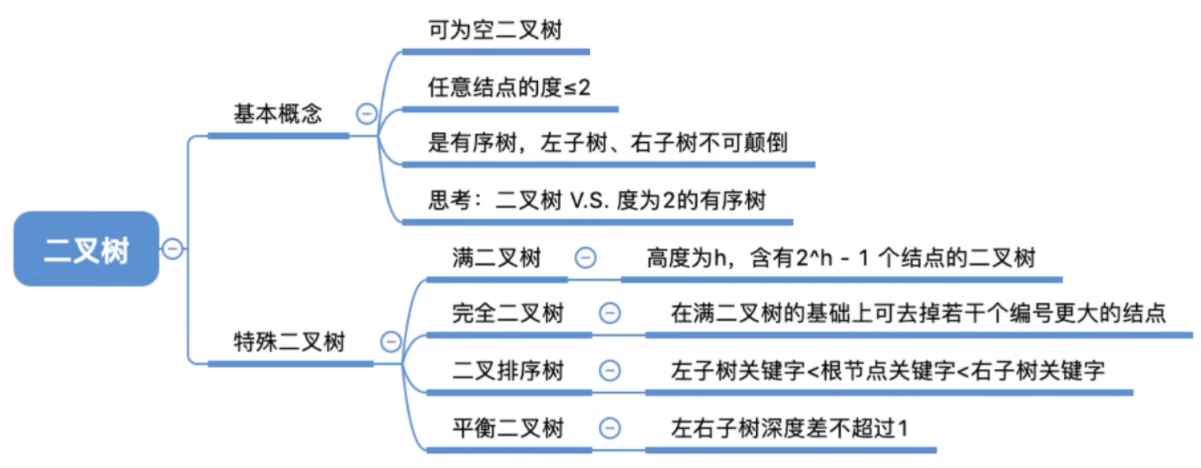 二叉树
基本概念
可为空二叉树
任意结点的度≤2
是有序树，左子树、右子树不可颠倒
思考：二叉树 V.S. 度为2的有序树
特殊二叉树
满二叉树
高度为h，含有2^h - 1 个结点的二叉树
完全二叉树
在满二叉树的基础上可去掉若干个编号更大的结点
二叉排序树
左子树关键字<根节点关键字<右子树关键字
平衡二叉树
左右子树深度差不超过1